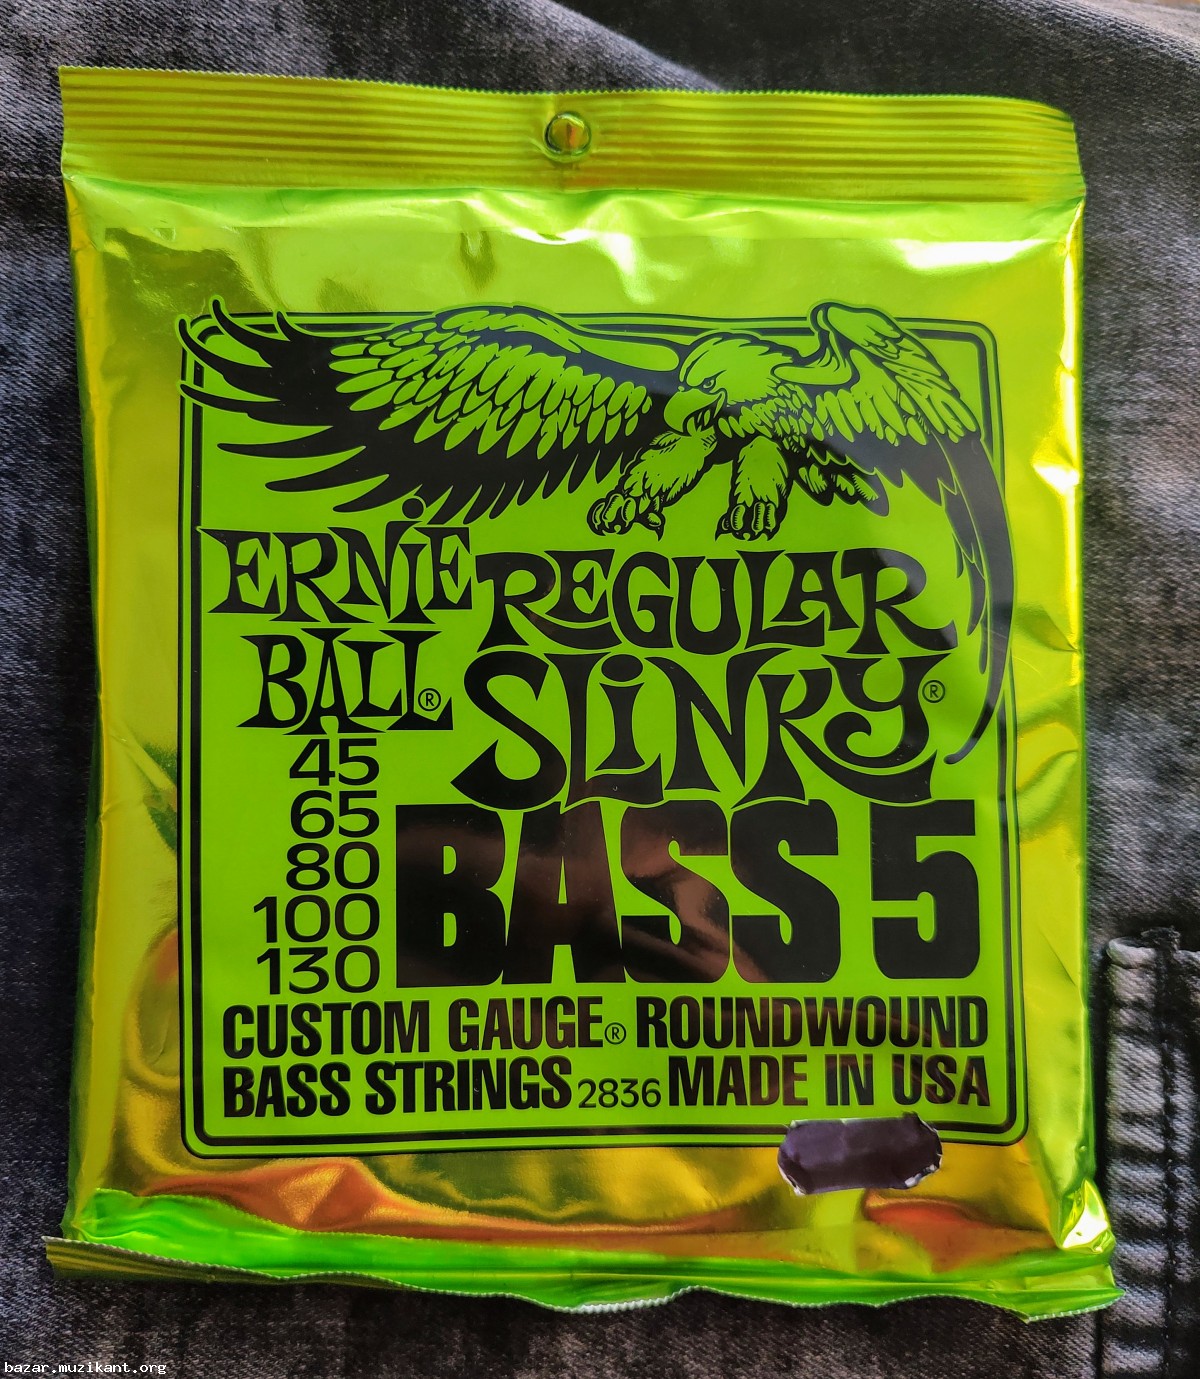 ERNIE BALL®
REGULAR SLINKY®
45
65
80
100
130
BASS 5
CUSTOM GAUGE® ROUNDWOUND
BASS STRINGS 2836 MADE IN USA
bazar.muzikant.org